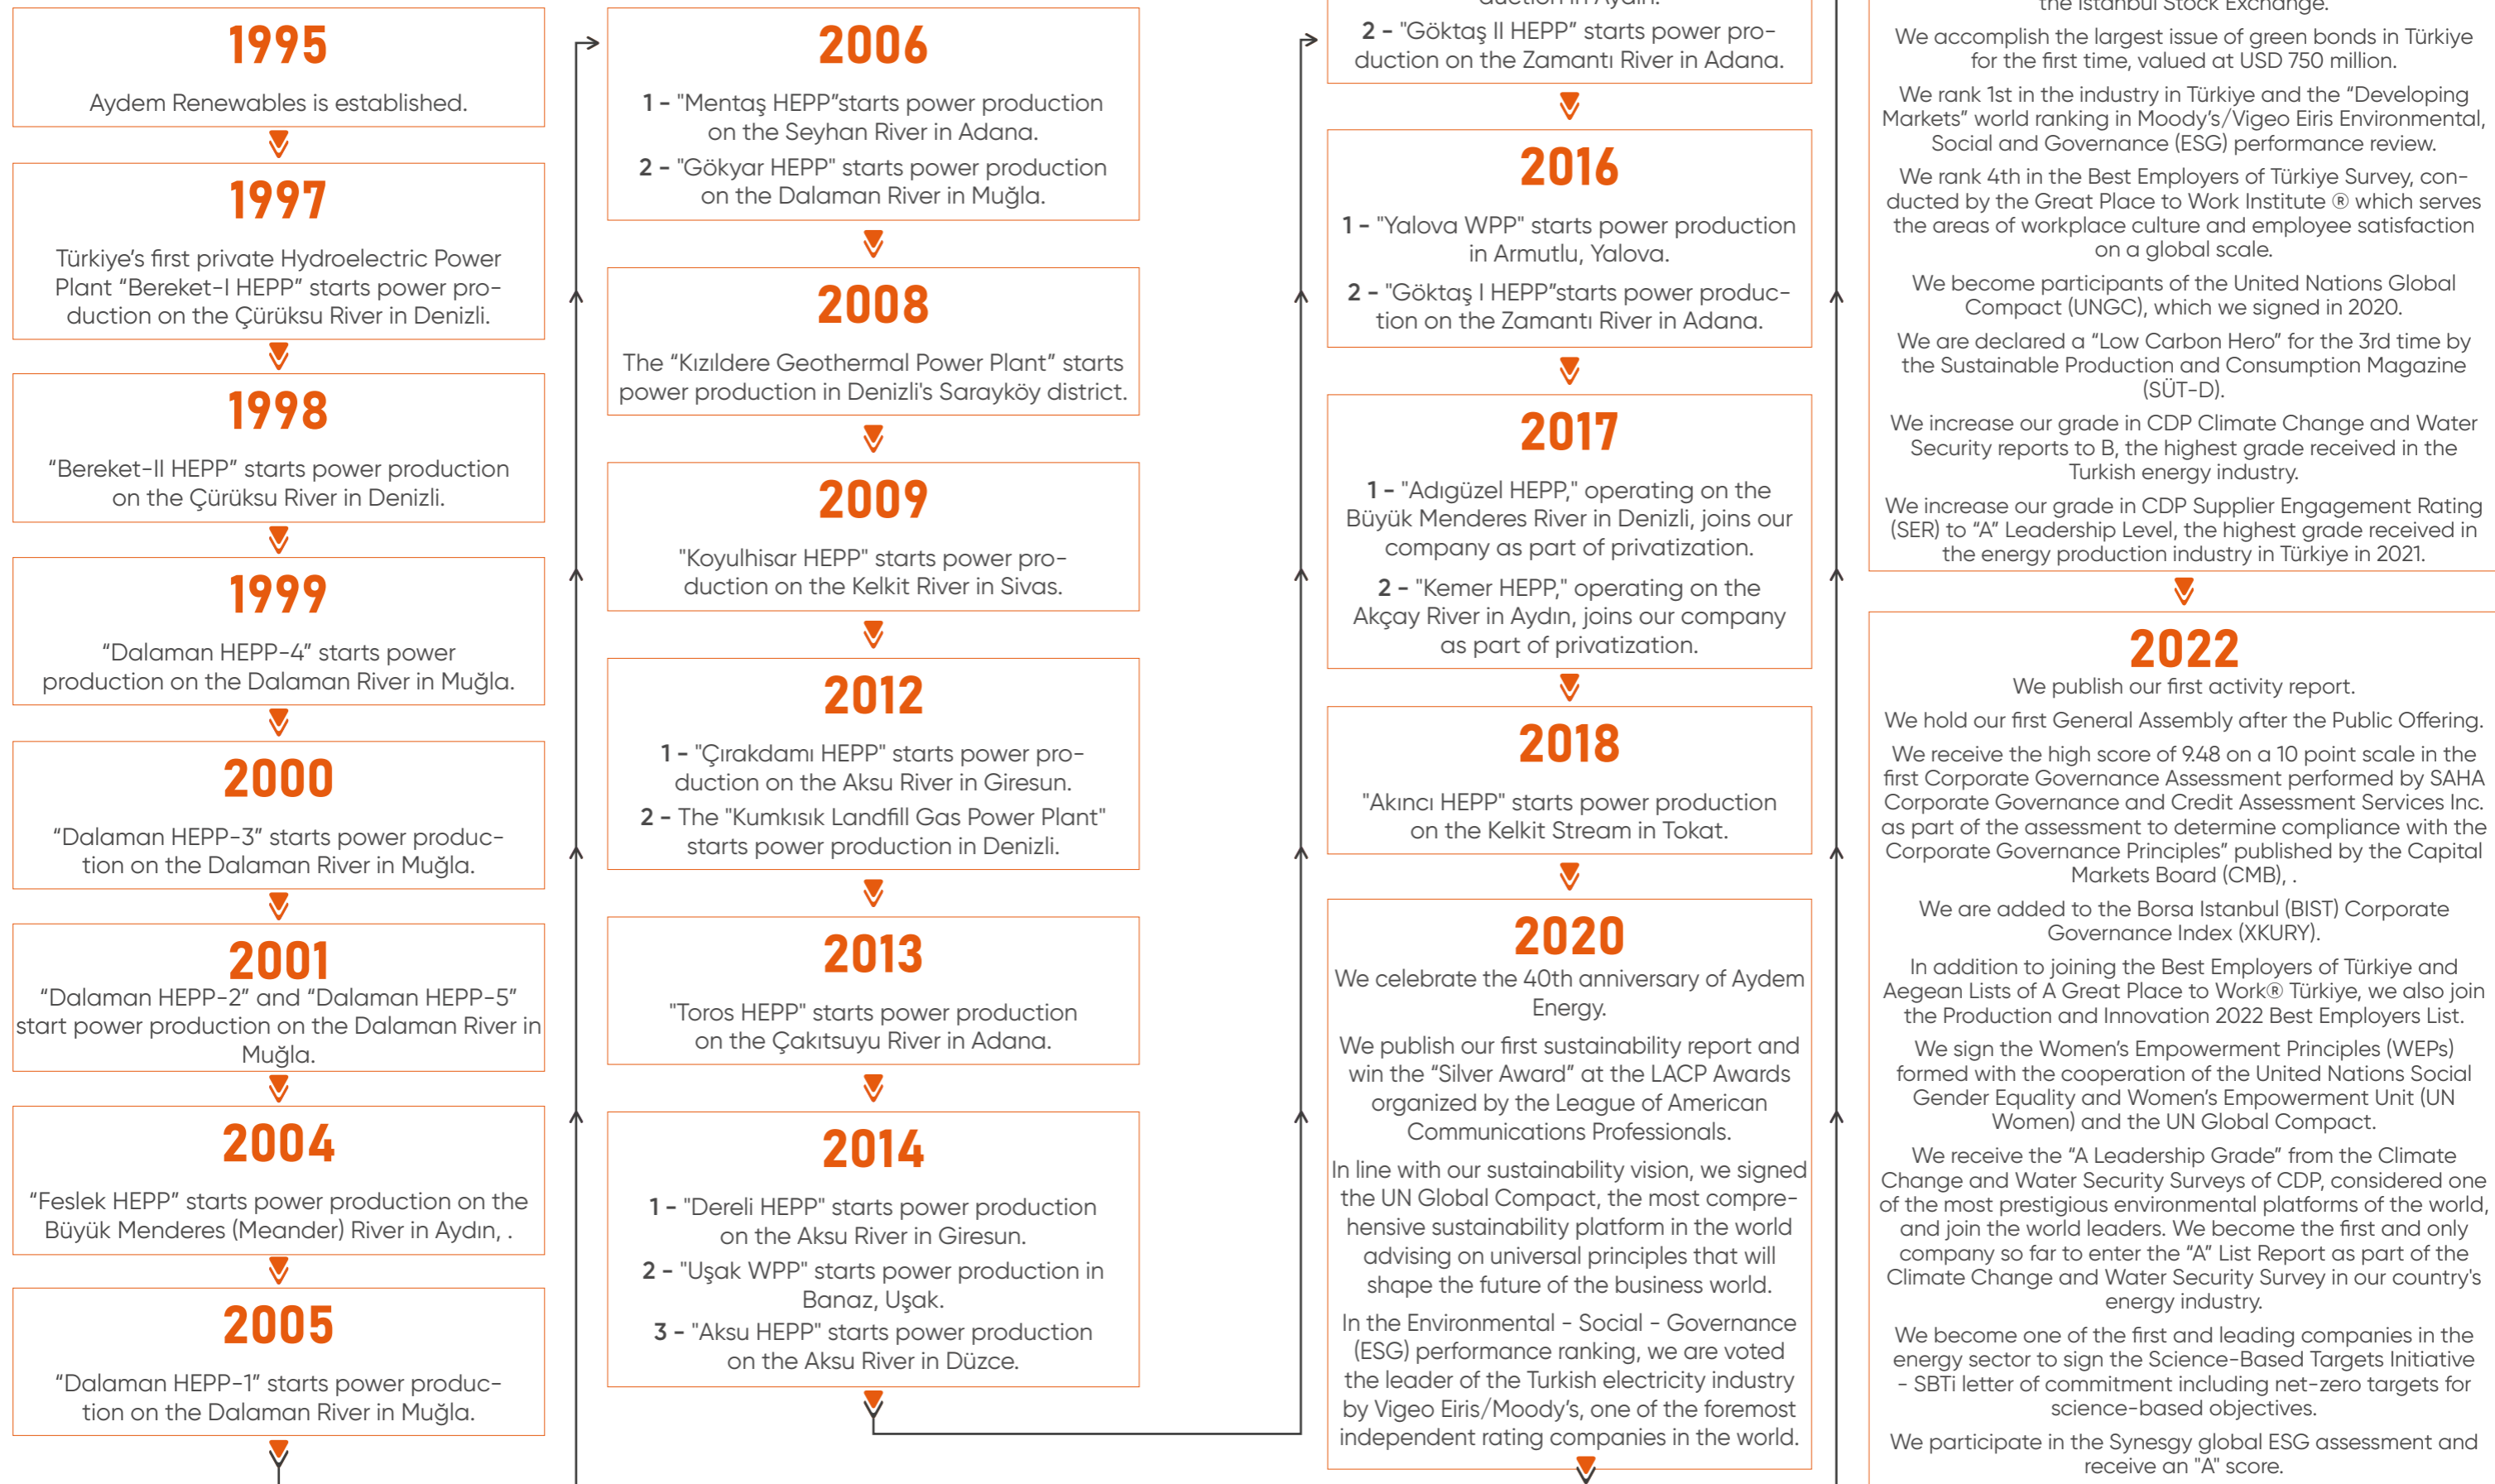 1995
Aydem Renewables is established.
1997
Türkiye's first private Hydroelectric Power
Plant “Bereket-I HEPP” starts power pro-
duction on the Çürüksu River in Denizli.
1998
“Bereket-II HEPP” starts power production
on the Çürüksu River in Denizli.
1999
“Dalaman HEPP-4” starts power
production on the Dalaman River in Muğla.
2000
“Dalaman HEPP-3” starts power produc-
tion on the Dalaman River in Muğla.
2001
“Dalaman HEPP-2” and “Dalaman HEPP-5”
start power production on the Dalaman River in
Muğla.
2004
“Feslek HEPP” starts power production on the
Büyük Menderes (Meander) River in Aydın, .
2005
“Dalaman HEPP-1” starts power produc-
tion on the Dalaman River in Muğla.
2006
1 - "Mentaş HEPP"starts power production
on the Seyhan River in Adana.
2 - "Gökyar HEPP" starts power production
on the Dalaman River in Muğla.
2008
The “Kızıldere Geothermal Power Plant” starts
power production in Denizli's Sarayköy district.
2009
"Koyulhisar HEPP" starts power pro-
duction on the Kelkit River in Sivas.
2012
1 - "Çırakdamı HEPP" starts power pro-
duction on the Aksu River in Giresun.
2 - The "Kumkısık Landfill Gas Power Plant"
starts power production in Denizli.
2013
"Toros HEPP" starts power production
on the Çakıtsuyu River in Adana.
2014
1 - "Dereli HEPP" starts power production
on the Aksu River in Giresun.
2 - "Uşak WPP" starts power production in
Banaz, Uşak.
3 - "Aksu HEPP" starts power production
on the Aksu River in Düzce.
duction in Aydın.
2 - "Göktaş II HEPP” starts power pro-
duction on the Zamantı River in Adana.
2016
1 - "Yalova WPP" starts power production
in Armutlu, Yalova.
2 - "Göktaş I HEPP"starts power produc-
tion on the Zamantı River in Adana.
2017
1 - "Adıgüzel HEPP," operating on the
Büyük Menderes River in Denizli, joins our
company as part of privatization.
2 - "Kemer HEPP," operating on the
Akçay River in Aydın, joins our company
as part of privatization.
2018
"Akıncı HEPP" starts power production
on the Kelkit Stream in Tokat.
2020
We celebrate the 40th anniversary of Aydem
Energy.
We publish our first sustainability report and
win the “Silver Award” at the LACP Awards
organized by the League of American
Communications Professionals.
In line with our sustainability vision, we signed
the UN Global Compact, the most compre-
hensive sustainability platform in the world
advising on universal principles that will
shape the future of the business world.
In the Environmental - Social - Governance
(ESG) performance ranking, we are voted
the leader of the Turkish electricity industry
by Vigeo Eiris/Moody’s, one of the foremost
independent rating companies in the world.
the Istanbul Stock Exchange.
We accomplish the largest issue of green bonds in Türkiye
for the first time, valued at USD 750 million.
We rank 1st in the industry in Türkiye and the “Developing
Markets” world ranking in Moody’s/Vigeo Eiris Environmental,
Social and Governance (ESG) performance review.
We rank 4th in the Best Employers of Türkiye Survey, con-
ducted by the Great Place to Work Institute ® which serves
the areas of workplace culture and employee satisfaction
on a global scale.
We become participants of the United Nations Global
Compact (UNGC), which we signed in 2020.
We are declared a “Low Carbon Hero” for the 3rd time by
the Sustainable Production and Consumption Magazine
(SÜT-D).
We increase our grade in CDP Climate Change and Water
Security reports to B, the highest grade received in the
Turkish energy industry.
We increase our grade in CDP Supplier Engagement Rating
(SER) to “A” Leadership Level, the highest grade received in
the energy production industry in Türkiye in 2021.
2022
We publish our first activity report.
We hold our first General Assembly after the Public Offering.
We receive the high score of 9.48 on a 10 point scale in the
first Corporate Governance Assessment performed by SAHA
Corporate Governance and Credit Assessment Services Inc.
as part of the assessment to determine compliance with the
Corporate Governance Principles” published by the Capital
Markets Board (CMB), .
We are added to the Borsa Istanbul (BIST) Corporate
Governance Index (XKURY).
In addition to joining the Best Employers of Türkiye and
Aegean Lists of A Great Place to Work® Türkiye, we also join
the Production and Innovation 2022 Best Employers List.
We sign the Women’s Empowerment Principles (WEPs)
formed with the cooperation of the United Nations Social
Gender Equality and Women’s Empowerment Unit (UN
Women) and the UN Global Compact.
We receive the “A Leadership Grade” from the Climate
Change and Water Security Surveys of CDP, considered one
of the most prestigious environmental platforms of the world,
and join the world leaders. We become the first and only
company so far to enter the “A” List Report as part of the
Climate Change and Water Security Survey in our country's
energy industry.
We become one of the first and leading companies in the
energy sector to sign the Science-Based Targets Initiative
- SBTi letter of commitment including net-zero targets for
science-based objectives.
We participate in the Synesgy global ESG assessment and
receive an "A" score.